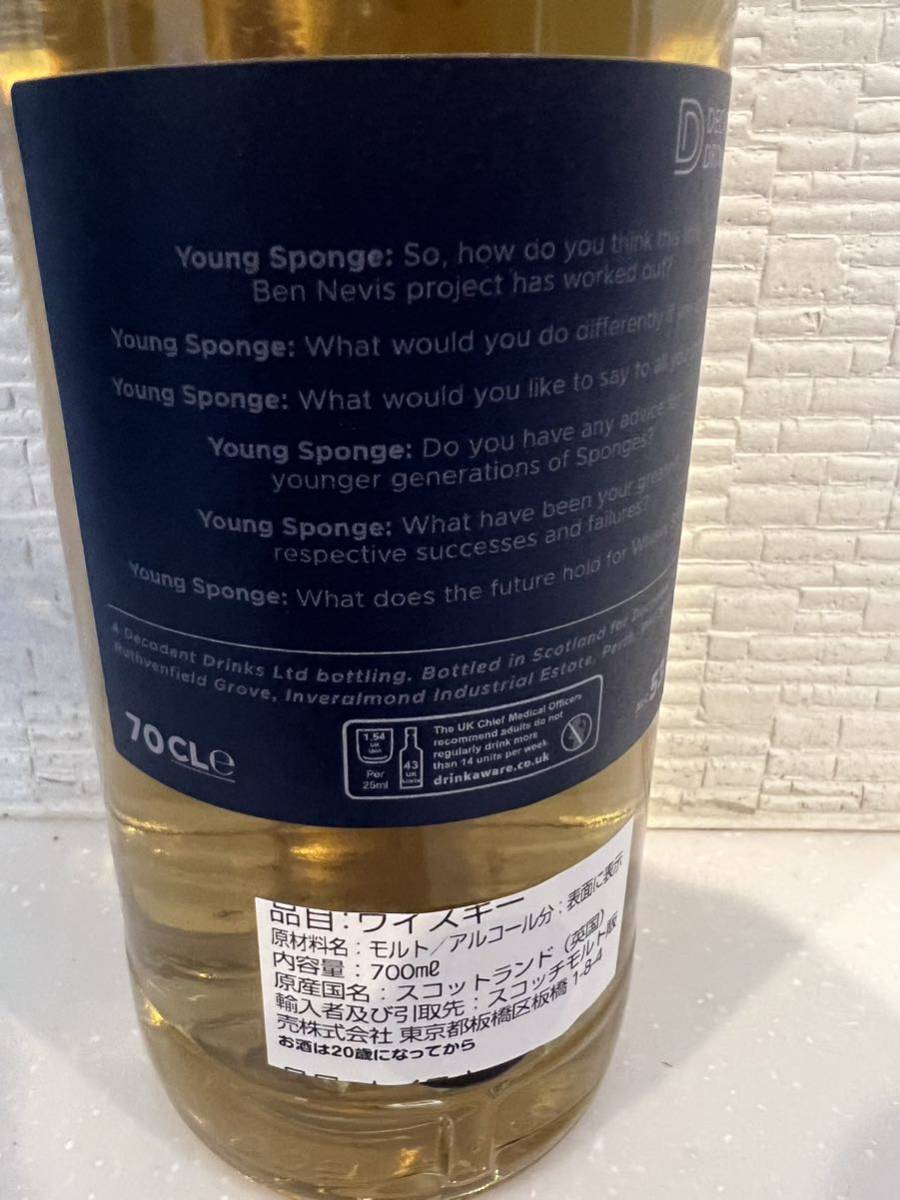 D
Young Sponge: So, how do you think this
Ben Nevis project has worked out?
Young Sponge: What would you do differently if
Young Sponge: What would you like to say to all
Young Sponge: Do you have any advice
younger generations of Sponges?
Young Sponge: What have been your
respective successes and failures?
Young Sponge: What does the future hold for
A Decadent Drinks Ltd bottling. Bottled in Scotland for
Ruthvenfield Grove, Inveralmond Industrial Estate, Perth,
70CL℮
1.54
UK
Per
25ml
43
UK
The UK Chief Medical Officers
recommend adults do not
regularly drink more
than 14 units per week
drinkaware.co.uk
品目:ウイスキー
原材料名:モルト/アルコール分:表面に表示
内容量:700mℓ
原産国名:スコットランド(英国)
輸入者及び引取先:スコッチモルト販
売株式会社 東京都板橋区板橋 1-8-4
お酒は20歳になってから